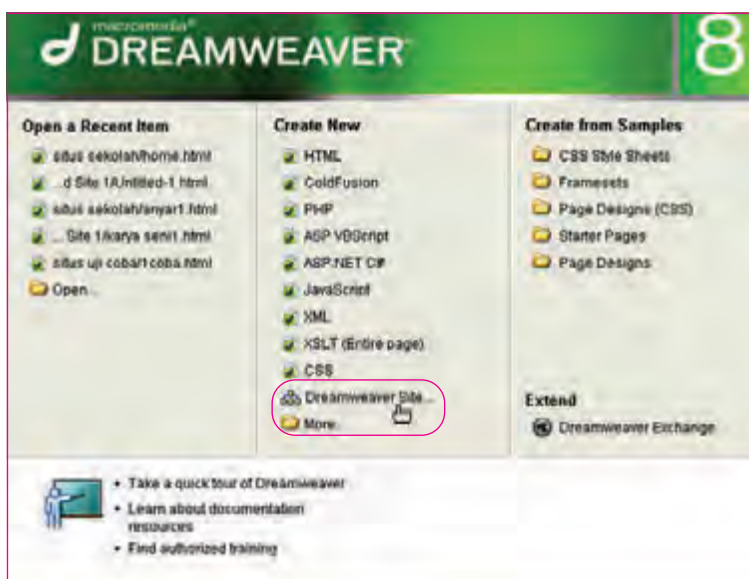 macromedia®
DREAMWEAVER™
8
Open a Recent Item
situs sekolah/home.html
...d Site 1/Untitled-1.html
situs sekolah/anyar1.html
... Site 1/karya seni1.html
situs uji coba/1coba.html
Open...
Create New
HTML
ColdFusion
PHP
ASP VBScript
ASP.NET C#
JavaScript
XML
XSLT (Entire page)
CSS
Dreamweaver Site...
More...
Create from Samples
CSS Style Sheets
Framesets
Page Designs (CSS)
Starter Pages
Page Designs
Extend
Dreamweaver Exchange
• Take a quick tour of Dreamweaver
• Learn about documentation
resources
• Find authorized training